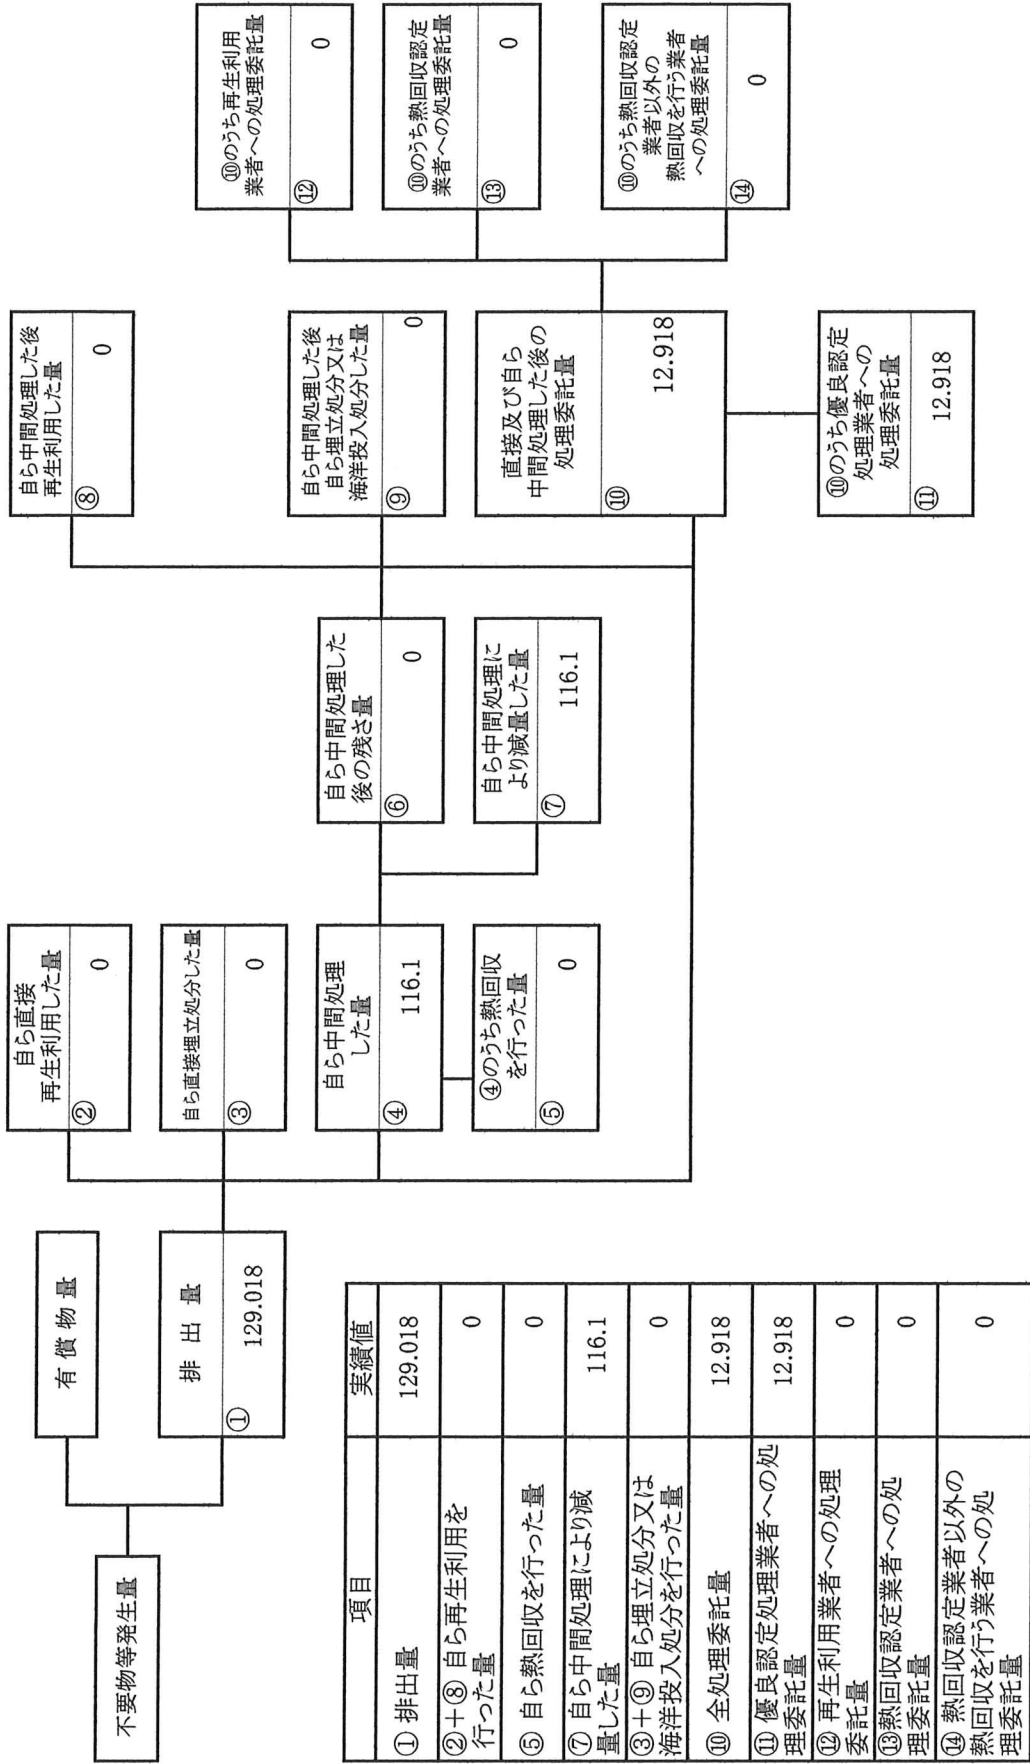 不要物等発生量
有 償 物 量
排 出 量
①
129.018
自ら直接
再生利用した量
②
0
自ら直接埋立処分した量
③
0
自ら中間処理
した量
④
116.1
④のうち熱回収
を行った量
⑤
0
自ら中間処理した
後の残さ量
⑥
0
自ら中間処理に
より減量した量
⑦
116.1
自ら中間処理した後
再生利用した量
⑧
0
自ら中間処理した後
自ら埋立処分又は
海洋投入処分した量
⑨
0
直接及び自ら
中間処理した後の
処理委託量
⑩
12.918
⑩のうち優良認定
処理業者への
処理委託量
⑪
12.918
⑩のうち再生利用
業者への処理委託量
⑫
0
⑩のうち熱回収認定
業者への処理委託量
⑬
0
⑩のうち熱回収認定
業者以外の
熱回収を行う業者
への処理委託量
⑭
0
項目 実績値
① 排出量 129.018
②+⑧ 自ら再生利用を
行った量 0
⑤ 自ら熱回収を行った量 0
⑦ 自ら中間処理により減
量した量 116.1
③+⑨ 自ら埋立処分又は
海洋投入処分を行った量 0
⑩ 全処理委託量 12.918
⑪ 優良認定処理業者への処
理委託量 12.918
⑫ 再生利用業者への処理
委託量 0
⑬熱回収認定業者への処
理委託量 0
⑭ 熱回収認定業者以外の
熱回収を行う業者への処
理委託量 0